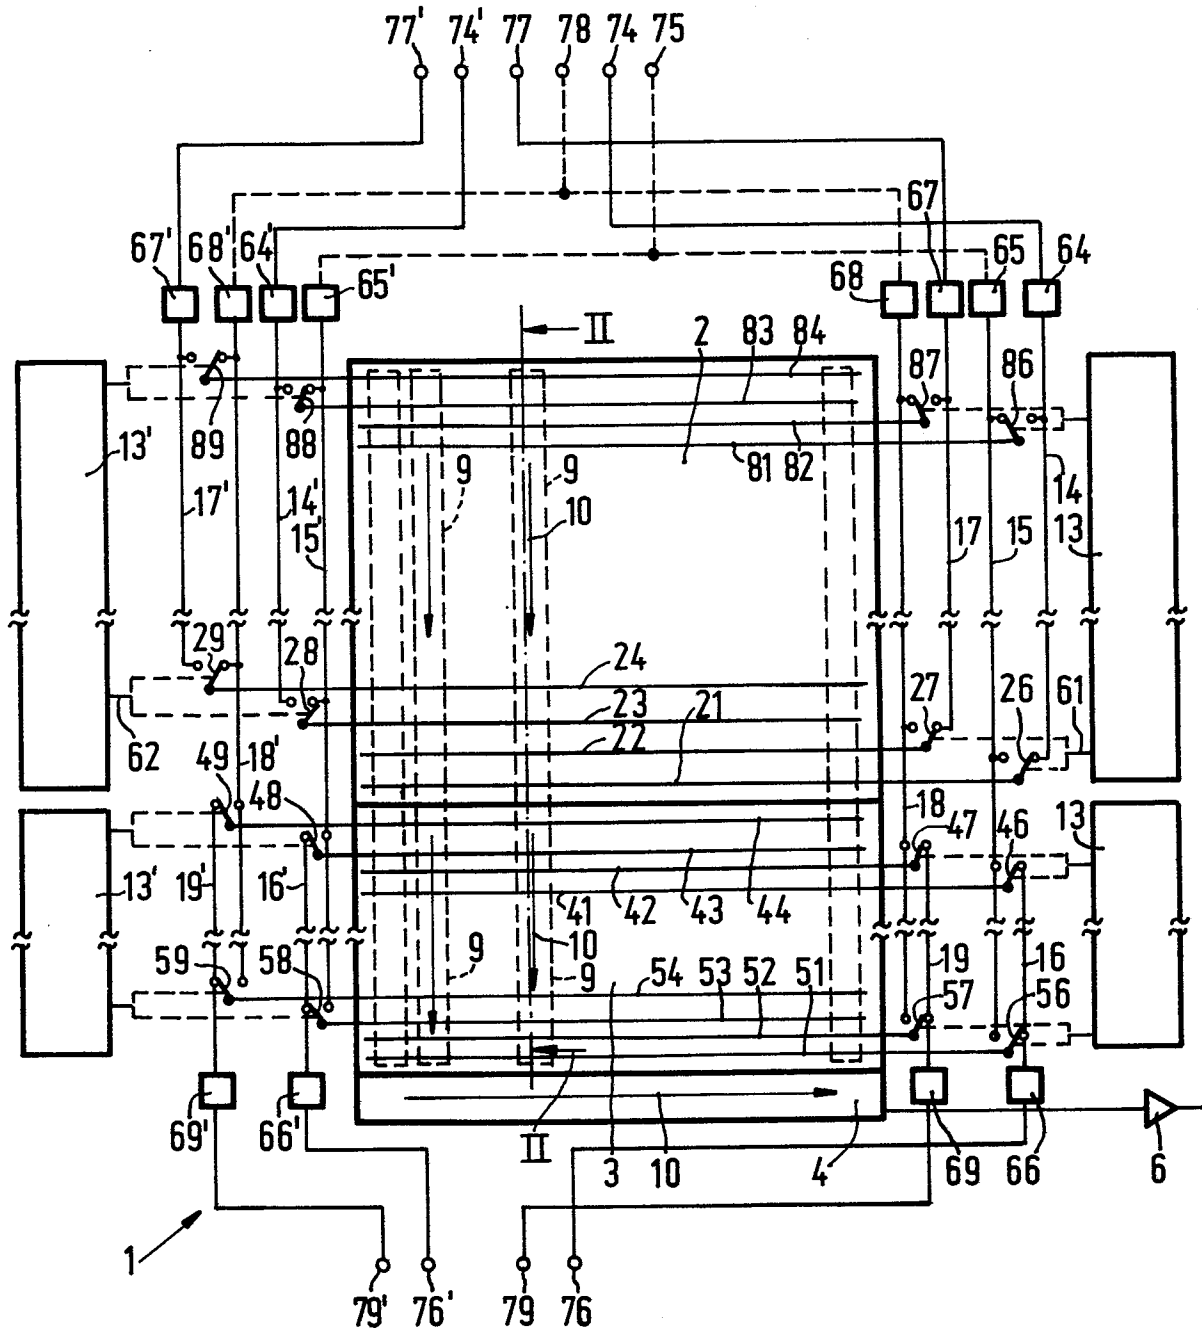 77' 74' 77 78 74 75
67' 68' 64' 65' 68 67 65 64
II 2 83 84 87 86
13' 89 88 9 9 81 82 14
17' 14' 15' 10 17 15 13
29 28 24 27 26 61
62 23 21
22
49 18' 48 18 47 46 13
13' 19' 16' 41 42 43 44
59 58 9 10 9 54 53 52 51 19 57 16 56
69' 66' II 3 10 4 69 66 6
1
79' 76' 79 76